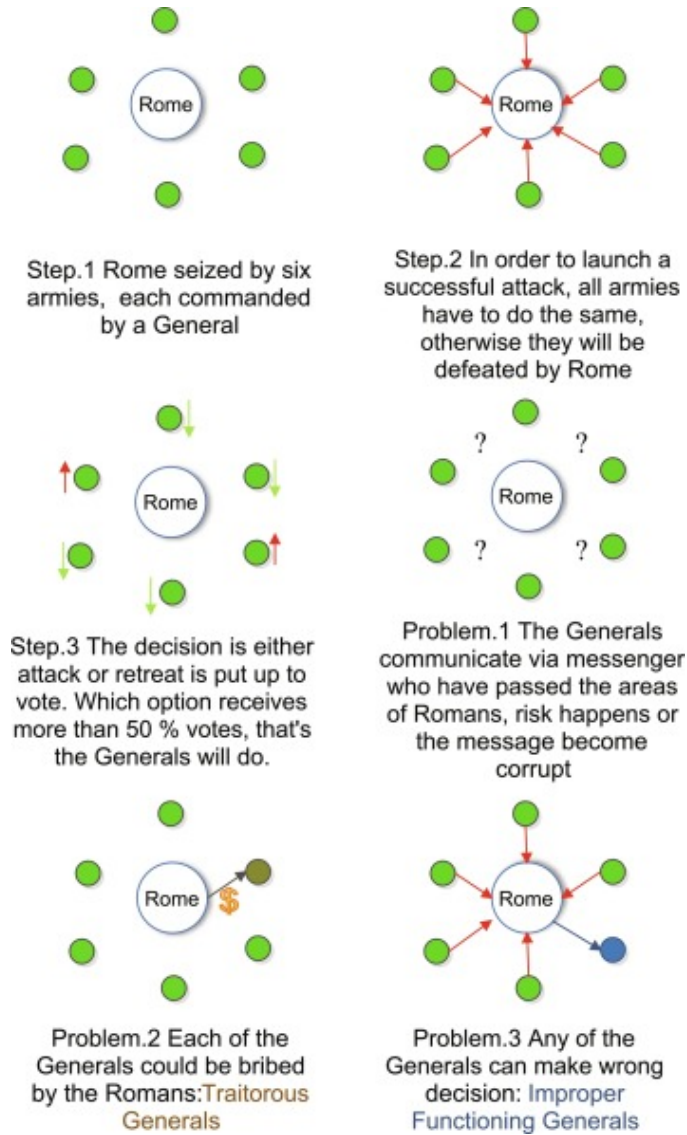 Rome
Step.1 Rome seized by six
armies, each commanded
by a General
Rome
Step.2 In order to launch a
successful attack, all armies
have to do the same,
otherwise they will be
defeated by Rome
Rome
Step.3 The decision is either
attack or retreat is put up to
vote. Which option receives
more than 50 % votes, that's
the Generals will do.
? ?
Rome
? ?
Problem.1 The Generals
communicate via messenger
who have passed the areas
of Romans, risk happens or
the message become
corrupt
Rome
$
Problem.2 Each of the
Generals could be bribed
by the Romans:Traitorous
Generals
Rome
Problem.3 Any of the
Generals can make wrong
decision: Improper
Functioning Generals